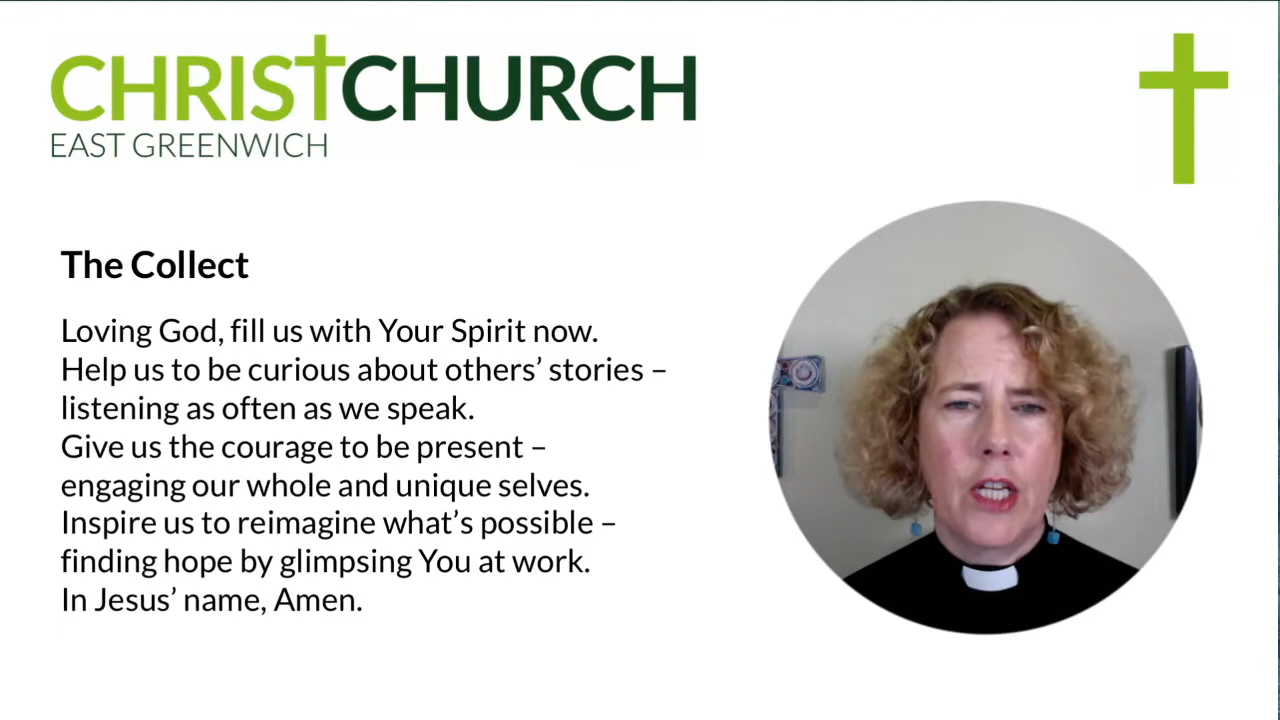 CHRISTCHURCH
EAST GREENWICH
The Collect
Loving God, fill us with Your Spirit now.
Help us to be curious about others’ stories –
listening as often as we speak.
Give us the courage to be present –
engaging our whole and unique selves.
Inspire us to reimagine what’s possible –
finding hope by glimpsing You at work.
In Jesus’ name, Amen.